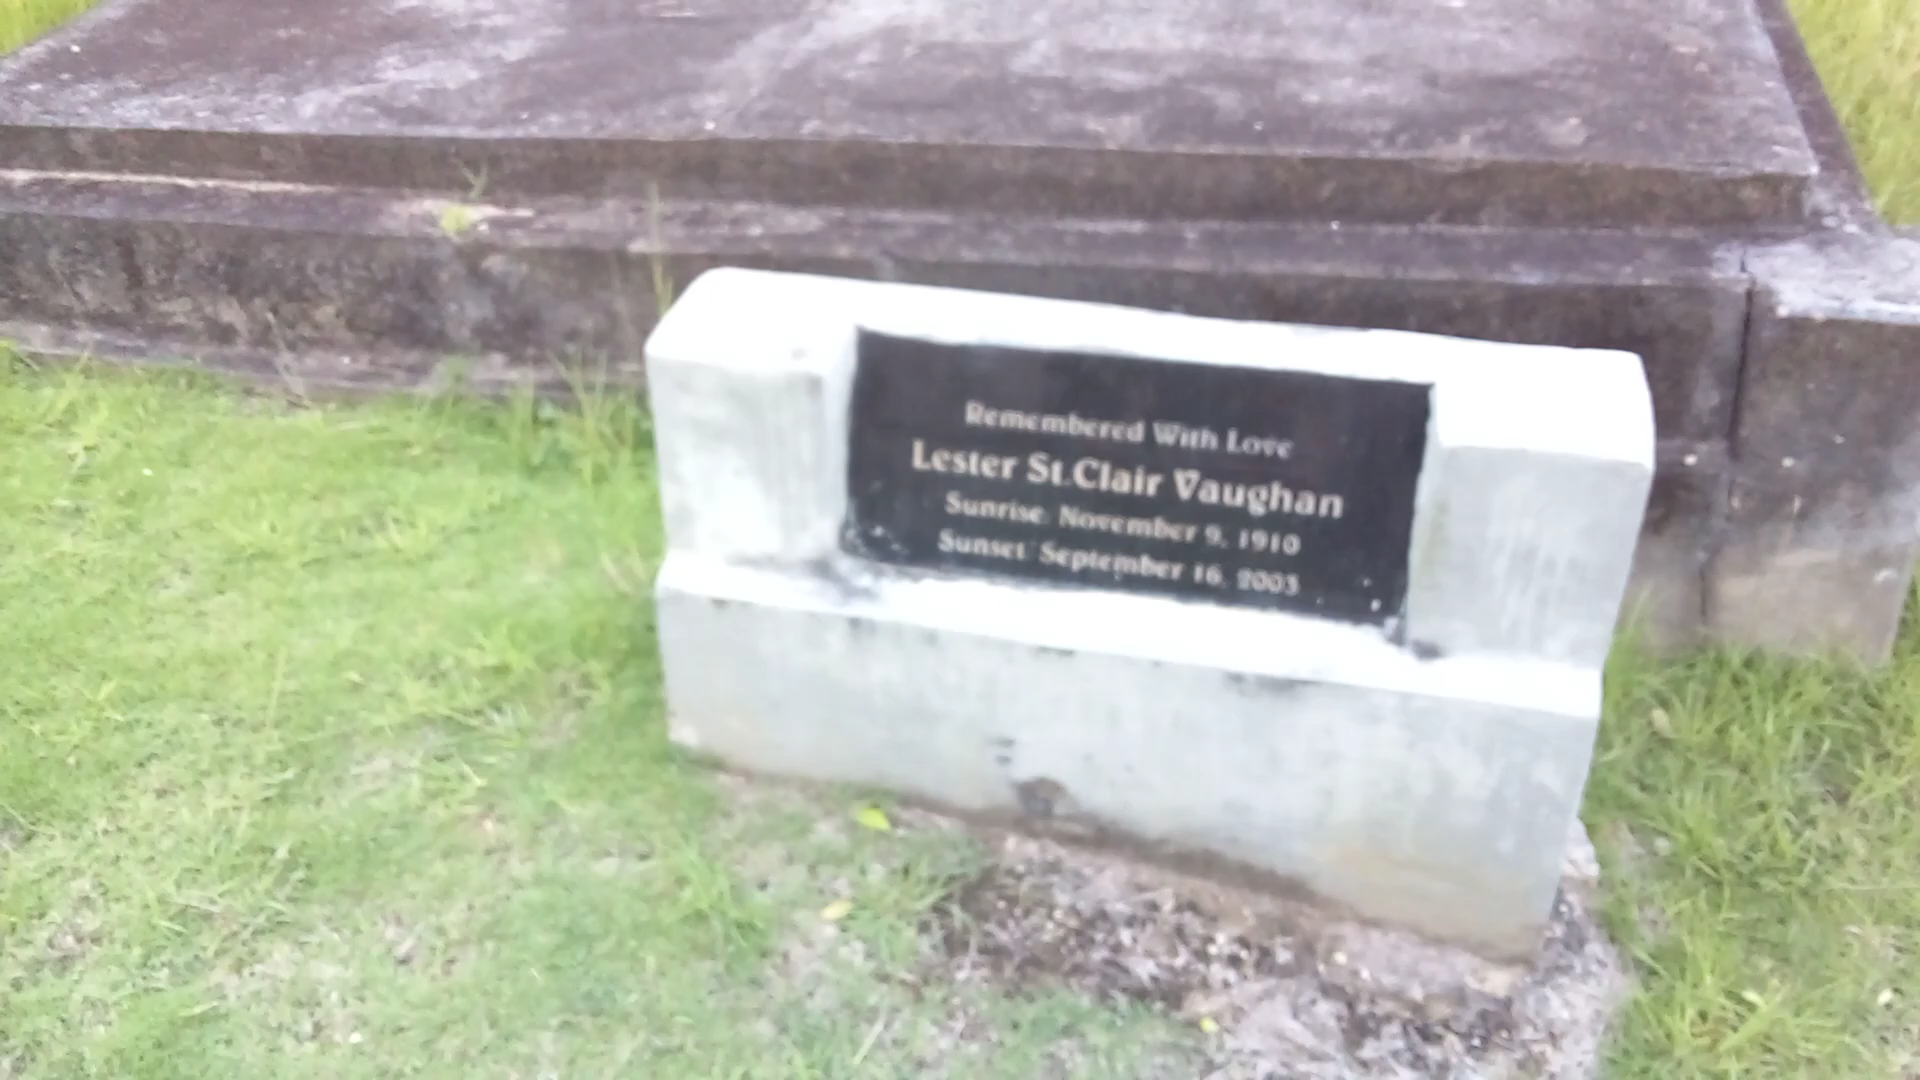 Remembered With Love
Lester St.Clair Vaughan
Sunrise: November 9, 1910
Sunset: September 16, 2003